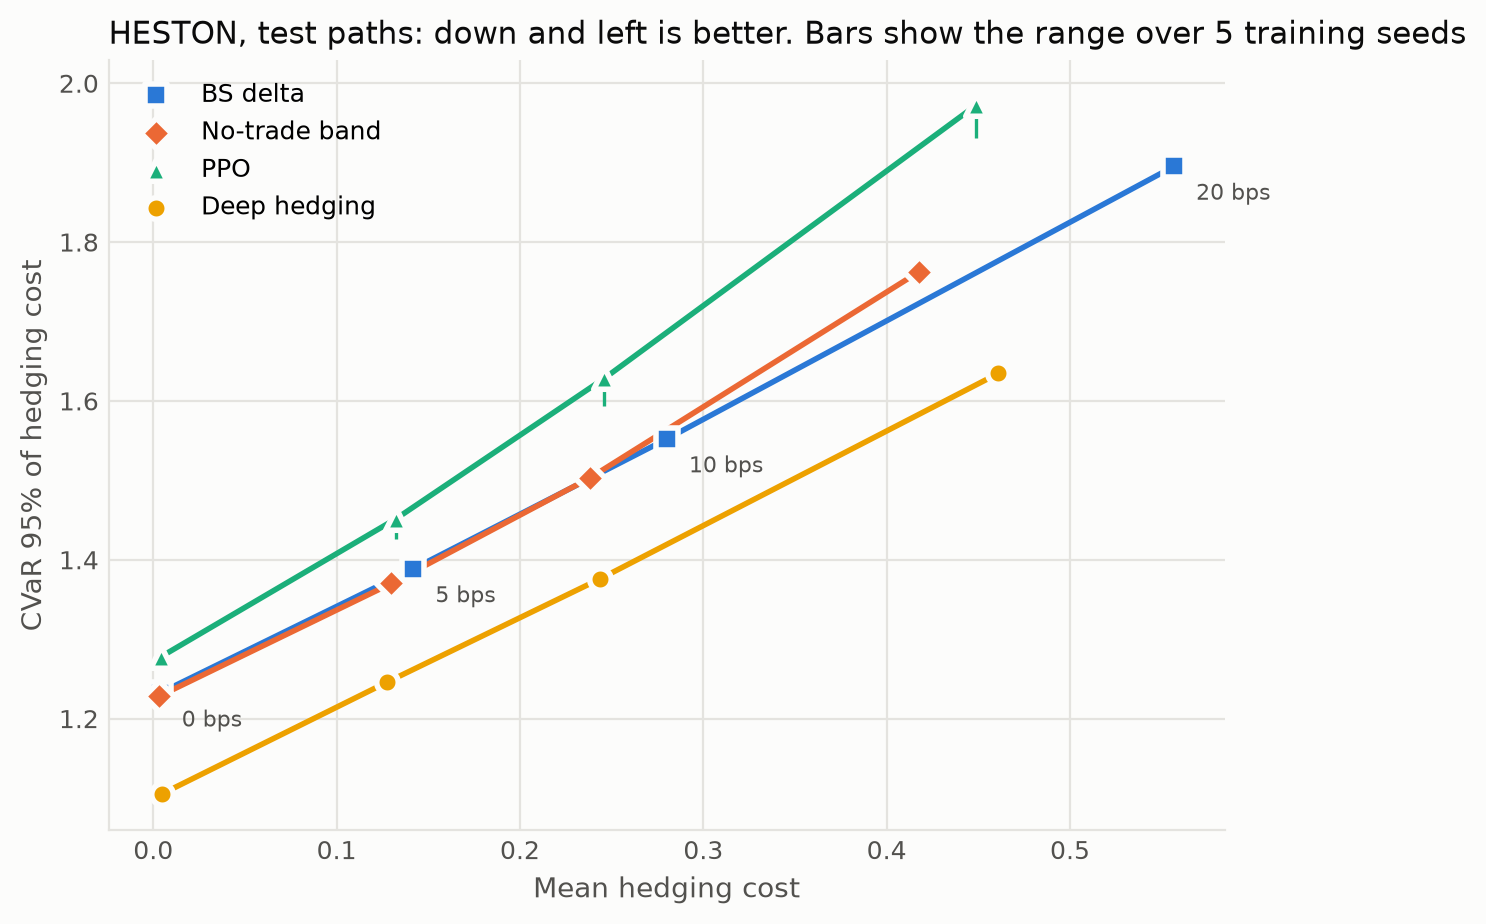 HESTON, test paths: down and left is better. Bars show the range over 5 training seeds
BS delta
No-trade band
PPO
Deep hedging
CVaR 95% of hedging cost
2.0
1.8
1.6
1.4
1.2
20 bps
10 bps
5 bps
0 bps
0.0 0.1 0.2 0.3 0.4 0.5
Mean hedging cost